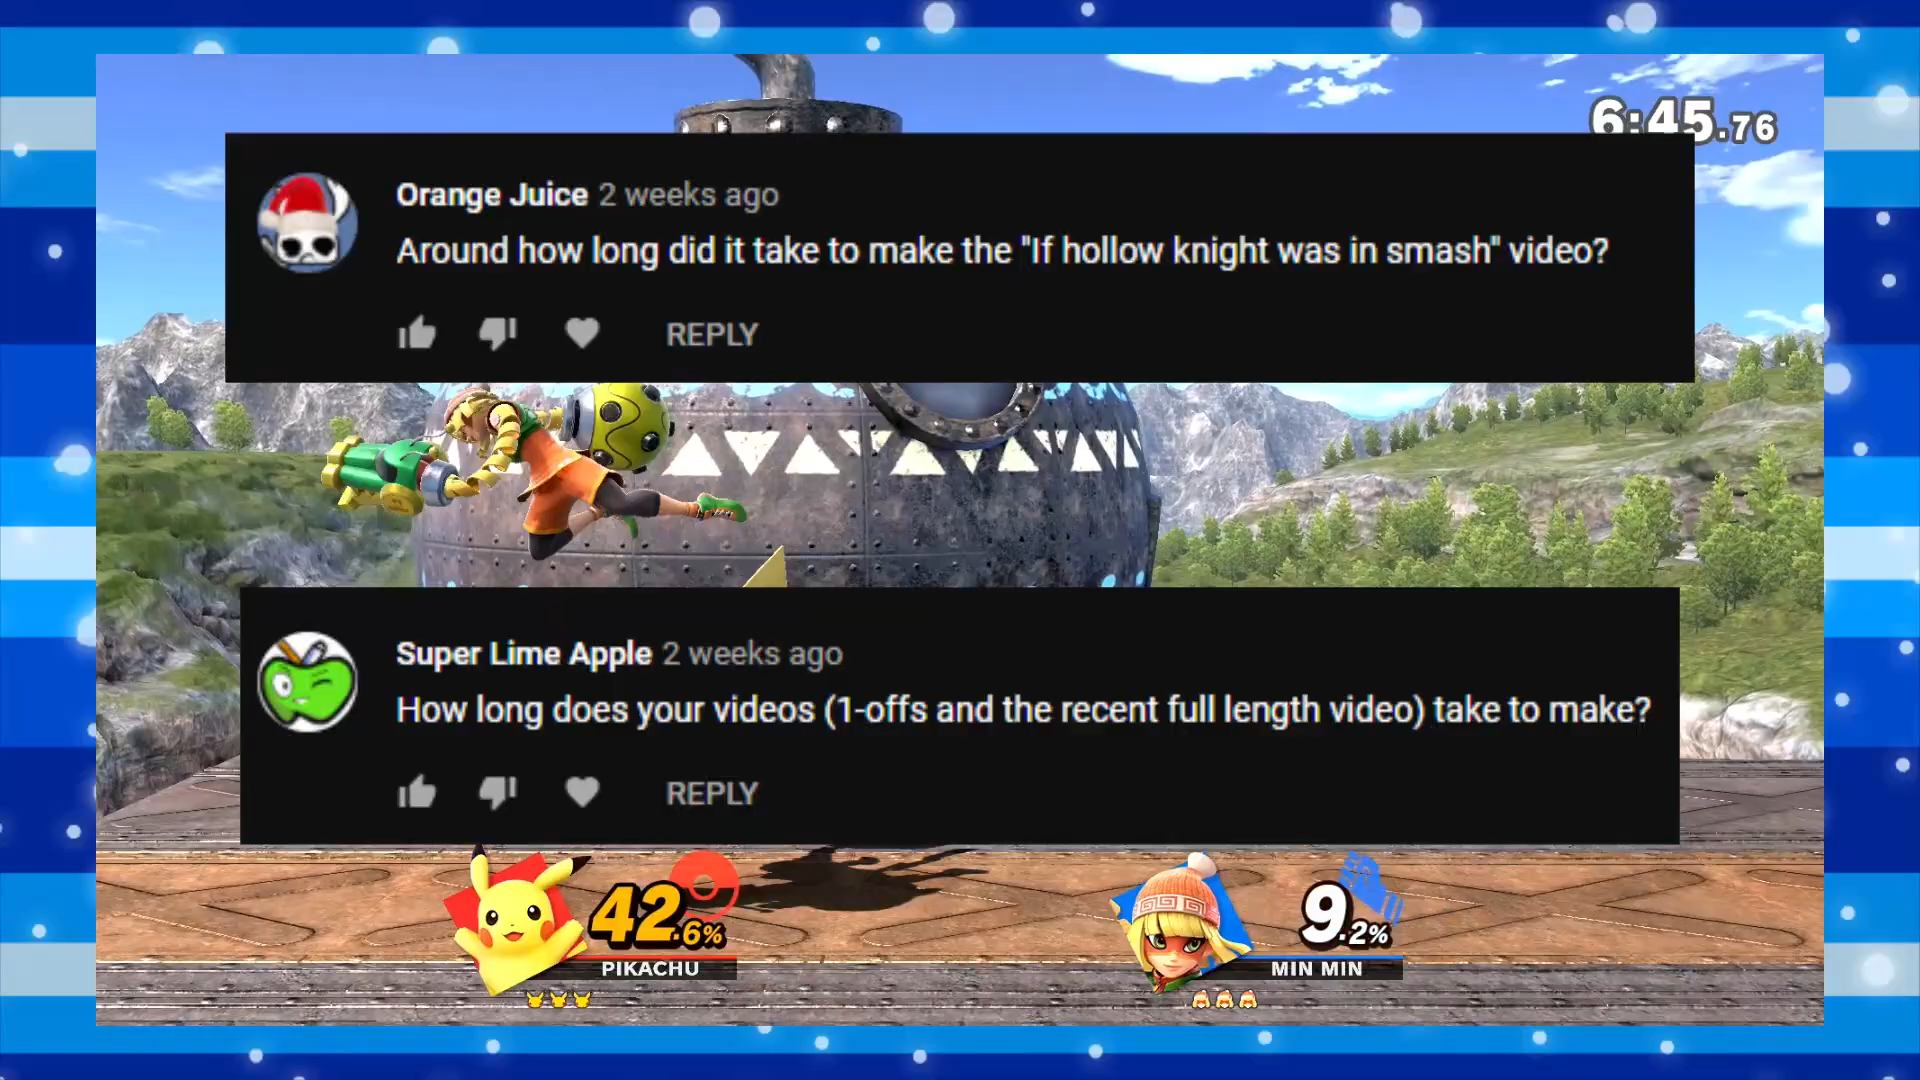 6:45.76
Orange Juice 2 weeks ago
Around how long did it take to make the "If hollow knight was in smash" video?
REPLY
Super Lime Apple 2 weeks ago
How long does your videos (1-offs and the recent full length video) take to make?
REPLY
42.6%
PIKACHU
9.2%
MIN MIN